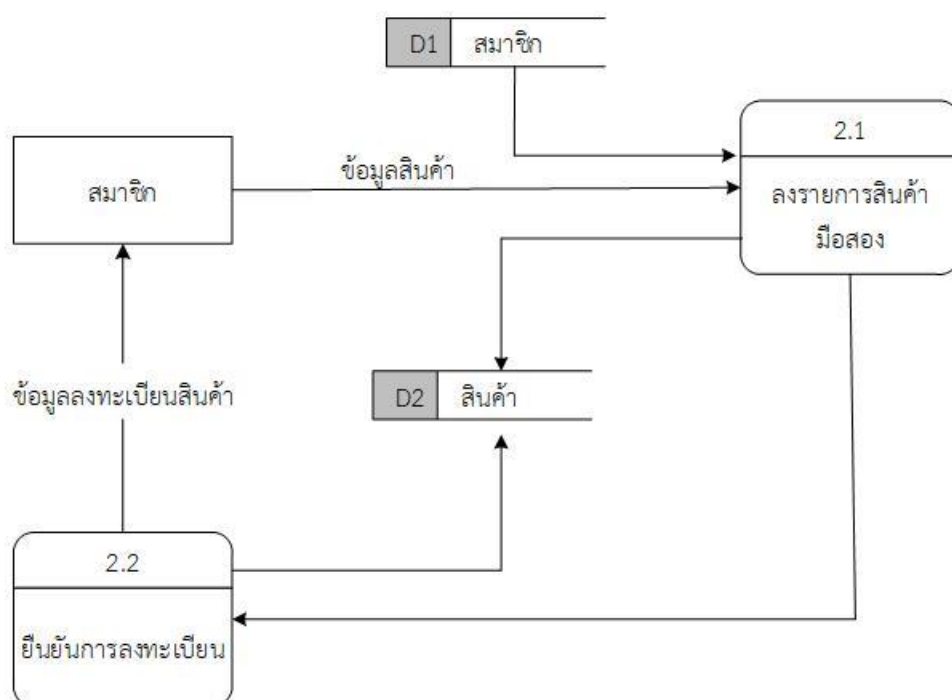 D1 สมาชิก
2.1
สมาชิก
ข้อมูลสินค้า
ลงรายการสินค้า
มือสอง
ข้อมูลลงทะเบียนสินค้า
D2 สินค้า
2.2
ยืนยันการลงทะเบียน